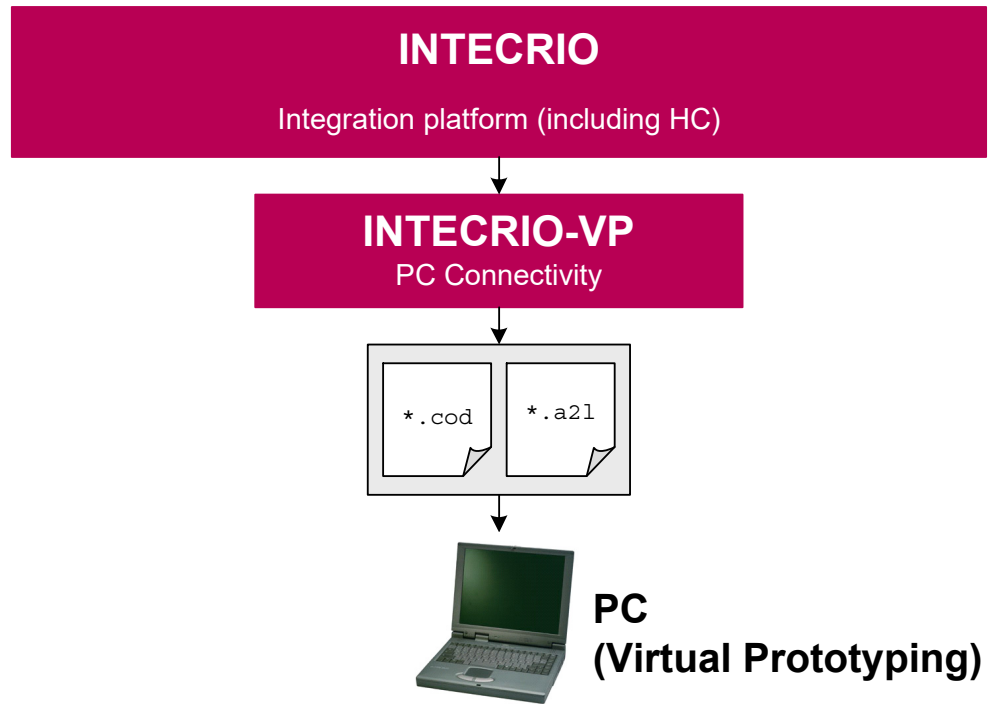 INTECRIO
Integration platform (including HC)
INTECRIO-VP
PC Connectivity
*.cod
*.a2l
PC
(Virtual Prototyping)